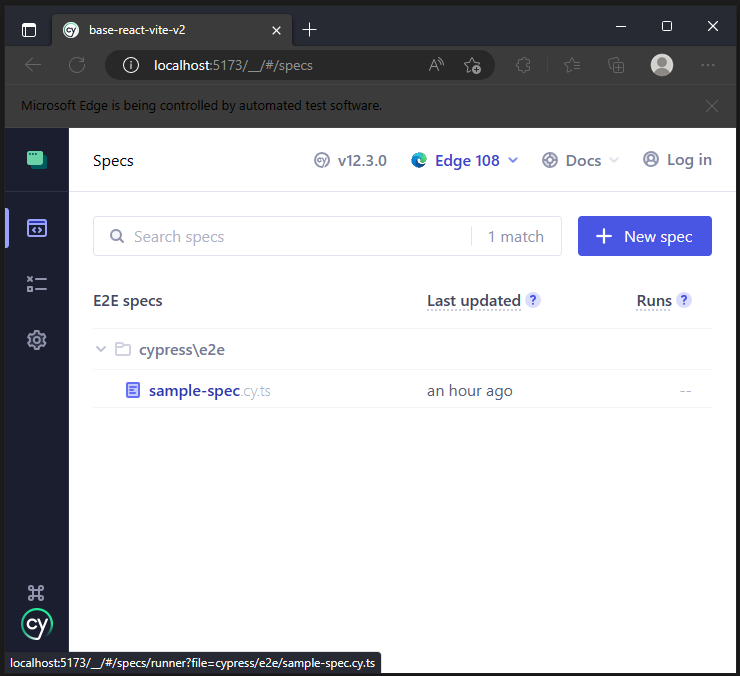 base-react-vite-v2
localhost:5173/__/#/specs
Microsoft Edge is being controlled by automated test software.
Specs
cy v12.3.0
Edge 108
Docs
Log in
Search specs
1 match
+ New spec
E2E specs
Last updated ?
Runs ?
cypress\e2e
sample-spec.cy.ts
an hour ago
--
cy
localhost:5173/__/#/specs/runner?file=cypress/e2e/sample-spec.cy.ts